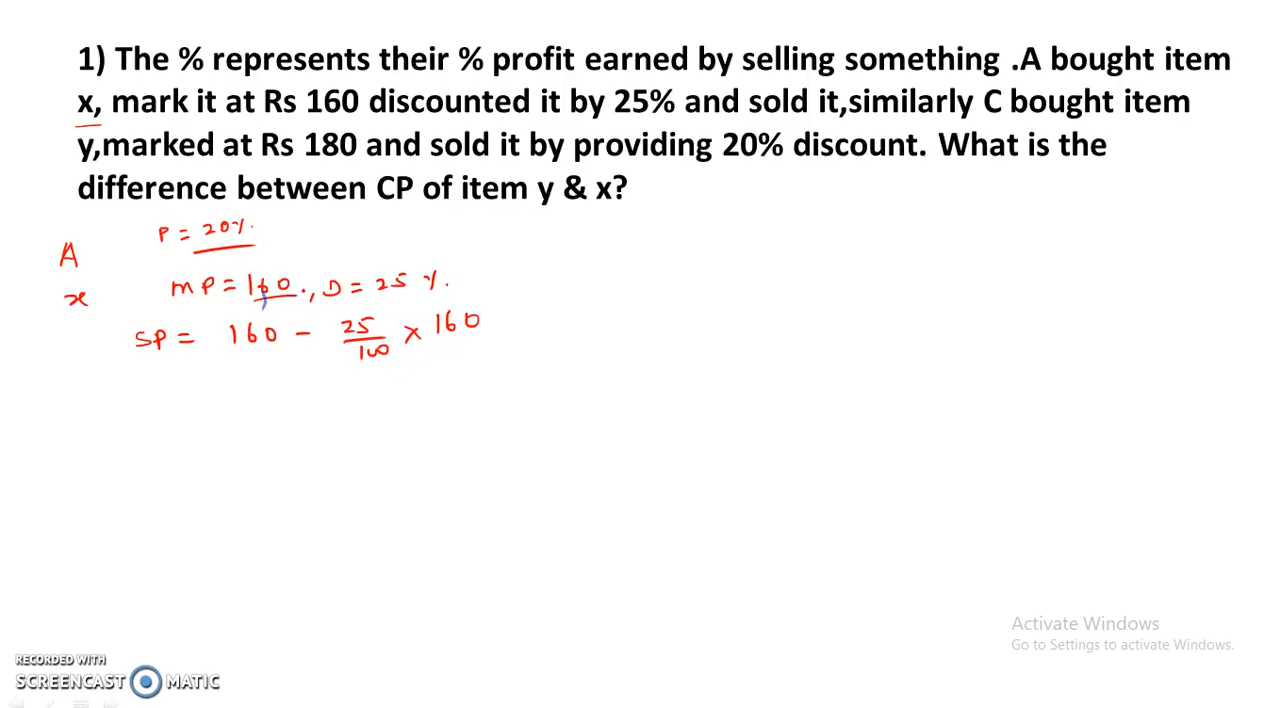 1) The % represents their % profit earned by selling something .A bought item
x, mark it at Rs 160 discounted it by 25% and sold it,similarly C bought item
y,marked at Rs 180 and sold it by providing 20% discount. What is the
difference between CP of item y & x?
P = 20%.
A
MP = 160., D = 25 %.
x
SP = 160 - 25/100 × 160
Activate Windows
Go to Settings to activate Windows.
RECORDED WITH
SCREENCAST MATIC